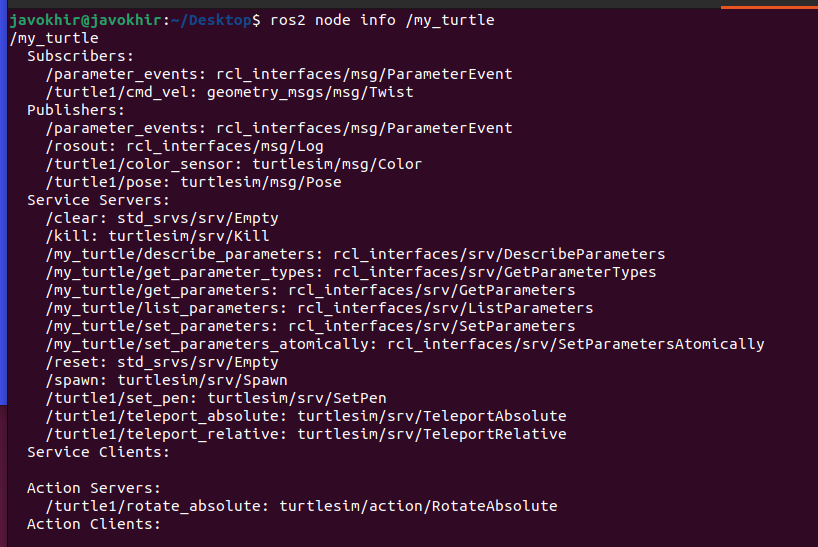 javokhir@javokhir:~/Desktop$ ros2 node info /my_turtle
/my_turtle
  Subscribers:
    /parameter_events: rcl_interfaces/msg/ParameterEvent
    /turtle1/cmd_vel: geometry_msgs/msg/Twist
  Publishers:
    /parameter_events: rcl_interfaces/msg/ParameterEvent
    /rosout: rcl_interfaces/msg/Log
    /turtle1/color_sensor: turtlesim/msg/Color
    /turtle1/pose: turtlesim/msg/Pose
  Service Servers:
    /clear: std_srvs/srv/Empty
    /kill: turtlesim/srv/Kill
    /my_turtle/describe_parameters: rcl_interfaces/srv/DescribeParameters
    /my_turtle/get_parameter_types: rcl_interfaces/srv/GetParameterTypes
    /my_turtle/get_parameters: rcl_interfaces/srv/GetParameters
    /my_turtle/list_parameters: rcl_interfaces/srv/ListParameters
    /my_turtle/set_parameters: rcl_interfaces/srv/SetParameters
    /my_turtle/set_parameters_atomically: rcl_interfaces/srv/SetParametersAtomically
    /reset: std_srvs/srv/Empty
    /spawn: turtlesim/srv/Spawn
    /turtle1/set_pen: turtlesim/srv/SetPen
    /turtle1/teleport_absolute: turtlesim/srv/TeleportAbsolute
    /turtle1/teleport_relative: turtlesim/srv/TeleportRelative
  Service Clients:

  Action Servers:
    /turtle1/rotate_absolute: turtlesim/action/RotateAbsolute
  Action Clients: